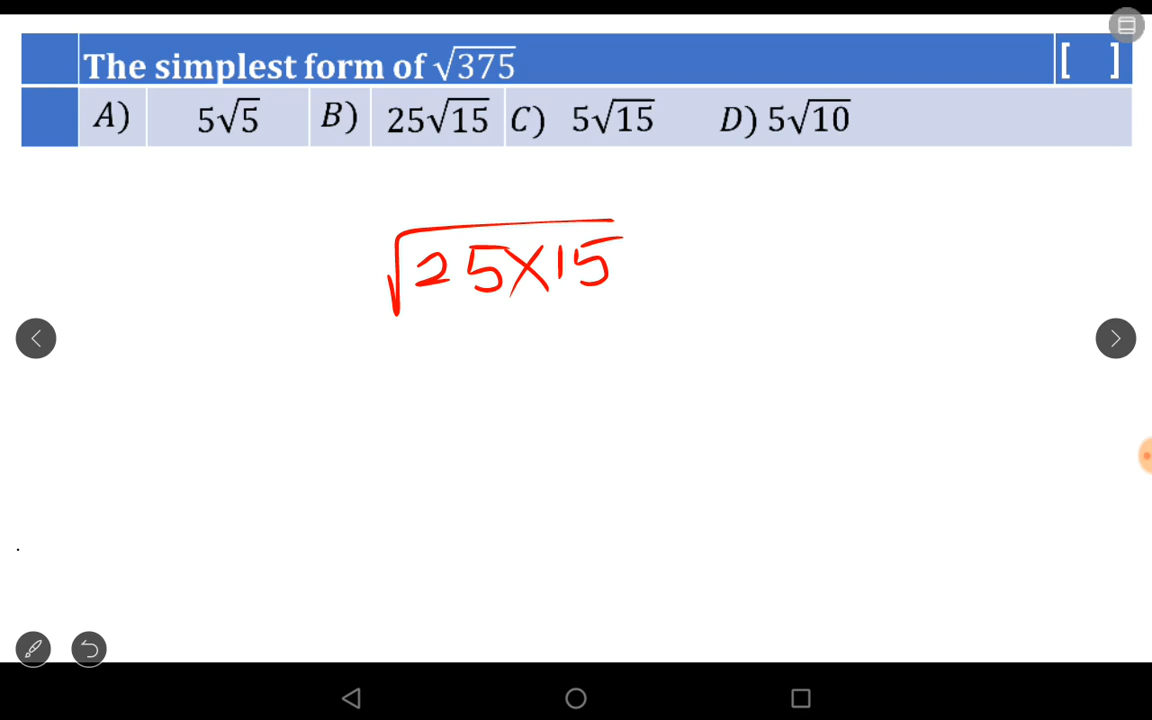 The simplest form of √375 [ ]
A) 5√5 B) 25√15 C) 5√15 D) 5√10
√25×15